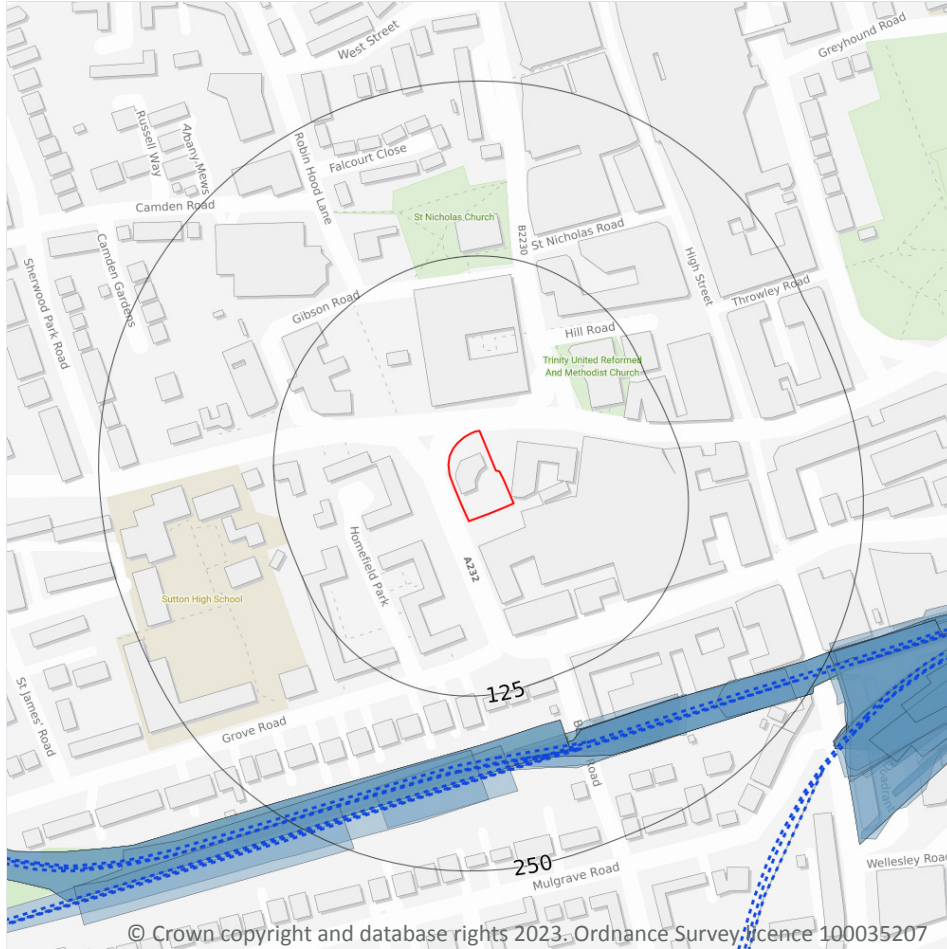 Greyhound Road
West Street
Russell Way
Albany Mews
Robin Hood Lane
Falcourt Close
Camden Road
St Nicholas Church
B2230
St Nicholas Road
Camden Gardens
Sherwood Park Road
High Street
Gibson Road
Throwley Road
Hill Road
Trinity United Reformed
And Methodist Church
Homefield Park
A232
Sutton High School
St James' Road
125
Grove Road
Road
250
Mulgrave Road
Wellesley Road
© Crown copyright and database rights 2023. Ordnance Survey licence 100035207